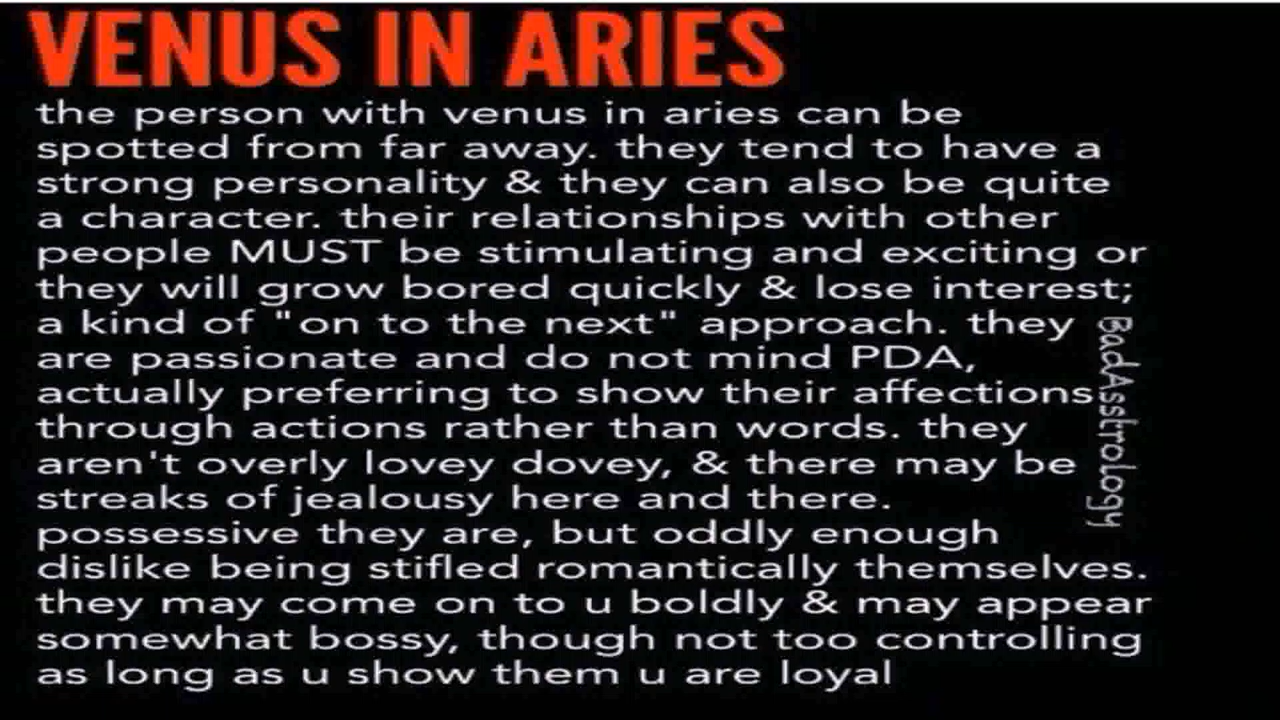 VENUS IN ARIES
the person with venus in aries can be
spotted from far away. they tend to have a
strong personality & they can also be quite
a character. their relationships with other
people MUST be stimulating and exciting or
they will grow bored quickly & lose interest;
a kind of "on to the next" approach. they
are passionate and do not mind PDA,
actually preferring to show their affections
through actions rather than words. they
aren't overly lovey dovey, & there may be
streaks of jealousy here and there.
possessive they are, but oddly enough
dislike being stifled romantically themselves.
they may come on to u boldly & may appear
somewhat bossy, though not too controlling
as long as u show them u are loyal
BadAsstrology